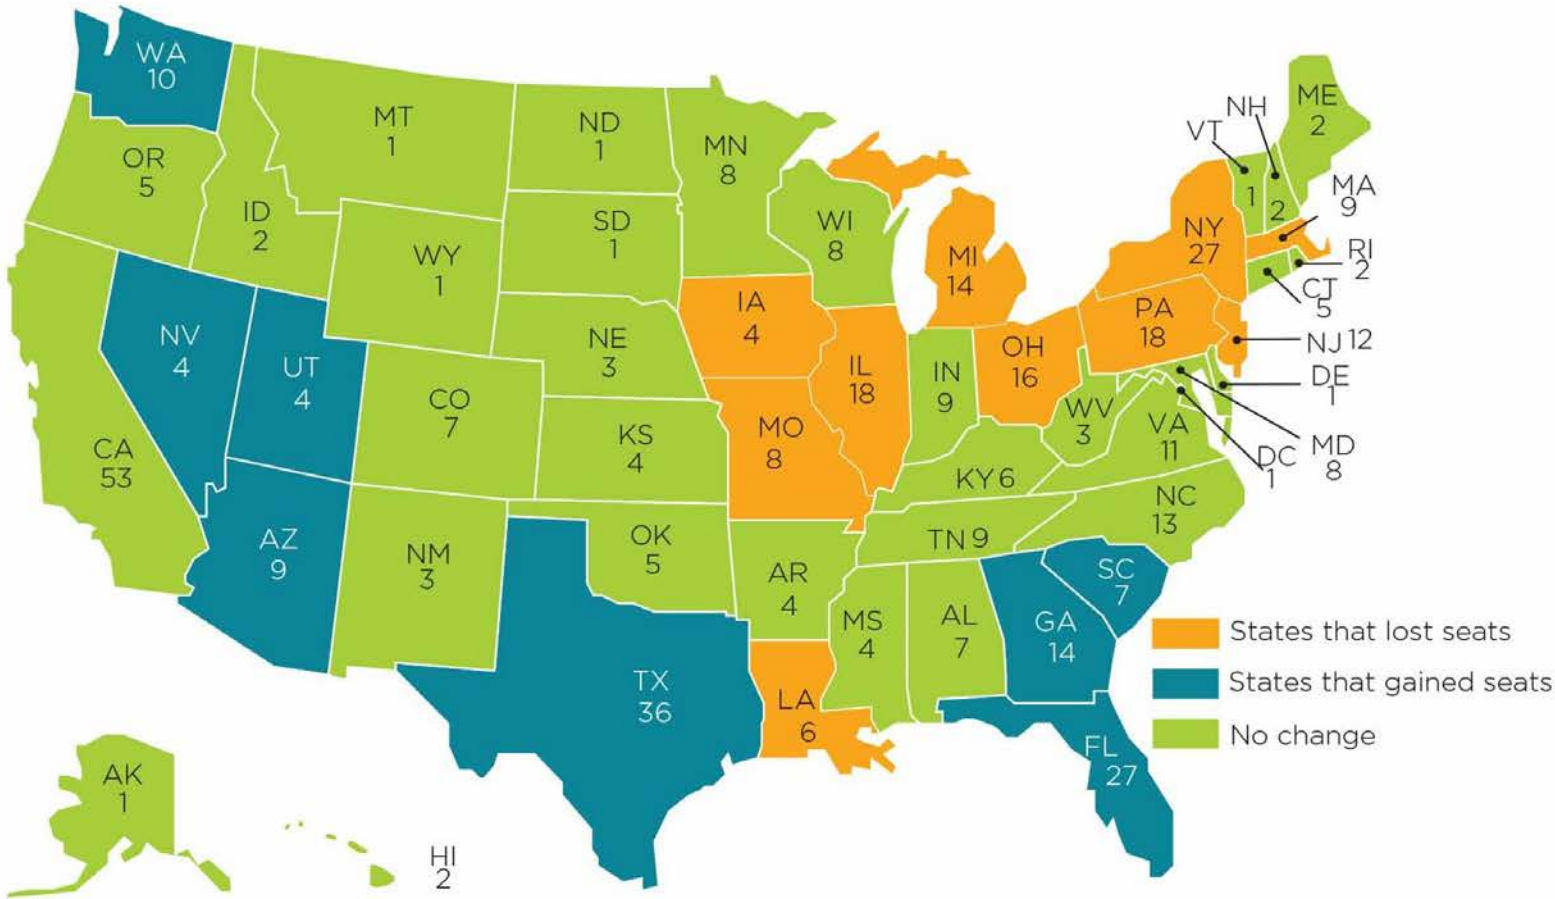 WA
10
OR
5
CA
53
NV
4
ID
2
MT
1
WY
1
UT
4
AZ
9
CO
7
NM
3
ND
1
SD
1
NE
3
KS
4
OK
5
TX
36
MN
8
IA
4
MO
8
AR
4
LA
6
WI
8
IL
18
MI
14
IN
9
OH
16
KY 6
TN 9
MS
4
AL
7
GA
14
FL
27
SC
7
NC
13
VA
11
WV
3
PA
18
NY
27
VT
1
NH
2
ME
2
MA
9
RI
2
CT
5
NJ 12
DE
1
MD
8
DC
1
AK
1
HI
2
States that lost seats
States that gained seats
No change